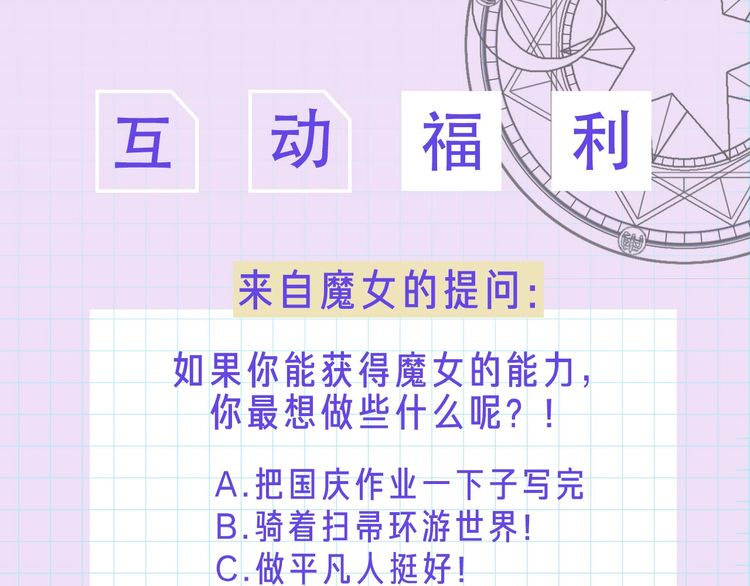 互动福利
来自魔女的提问：
如果你能获得魔女的能力，
你最想做些什么呢？！
A.把国庆作业一下子写完
B.骑着扫帚环游世界！
C.做平凡人挺好！